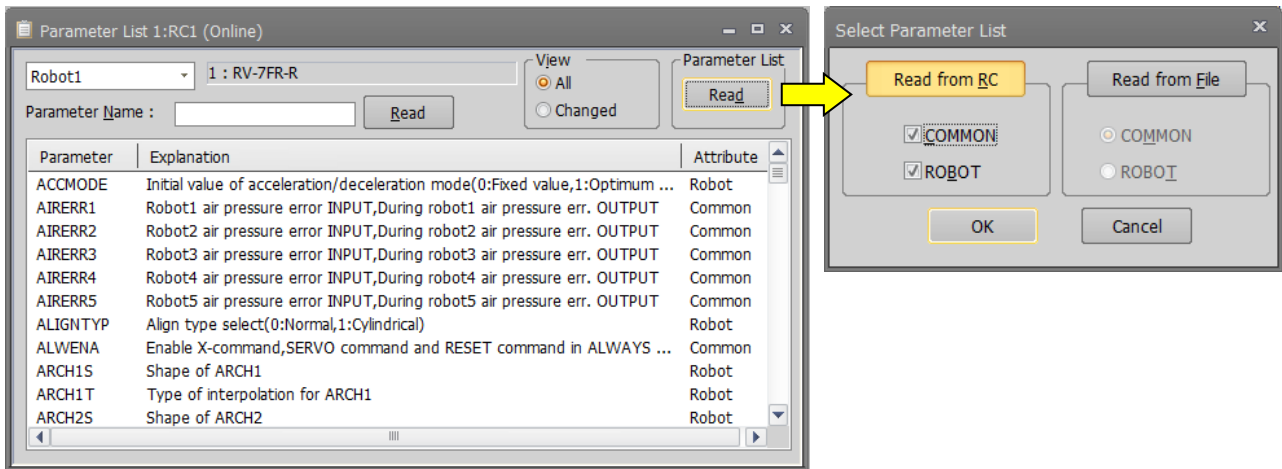 Parameter List 1:RC1 (Online)
Robot1
1 : RV-7FR-R
Parameter Name :
Read
View
All
Changed
Parameter List
Read
Parameter Explanation Attribute
ACCMODE Initial value of acceleration/deceleration mode(0:Fixed value,1:Optimum ... Robot
AIRERR1 Robot1 air pressure error INPUT,During robot1 air pressure err. OUTPUT Common
AIRERR2 Robot2 air pressure error INPUT,During robot2 air pressure err. OUTPUT Common
AIRERR3 Robot3 air pressure error INPUT,During robot3 air pressure err. OUTPUT Common
AIRERR4 Robot4 air pressure error INPUT,During robot4 air pressure err. OUTPUT Common
AIRERR5 Robot5 air pressure error INPUT,During robot5 air pressure err. OUTPUT Common
ALIGNTYP Align type select(0:Normal,1:Cylindrical) Robot
ALWENA Enable X-command,SERVO command and RESET command in ALWAYS ... Common
ARCH1S Shape of ARCH1 Robot
ARCH1T Type of interpolation for ARCH1 Robot
ARCH2S Shape of ARCH2 Robot
Select Parameter List
Read from RC
COMMON
ROBOT
Read from File
COMMON
ROBOT
OK
Cancel